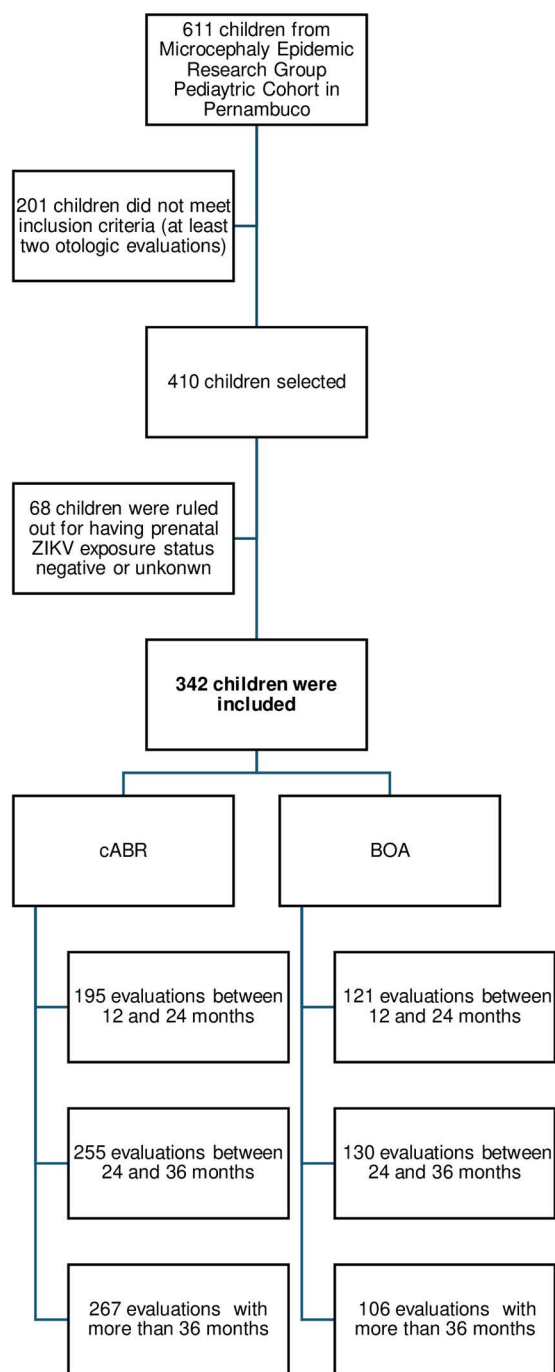 611 children from
Microcephaly Epidemic
Research Group
Pediaytric Cohort in
Pernambuco
201 children did not meet
inclusion criteria (at least
two otologic evaluations)
410 children selected
68 children were ruled
out for having prenatal
ZIKV exposure status
negative or unkonwn
342 children were
included
cABR
BOA
195 evaluations between
12 and 24 months
121 evaluations between
12 and 24 months
255 evaluations between
24 and 36 months
130 evaluations between
24 and 36 months
267 evaluations with
more than 36 months
106 evaluations with
more than 36 months